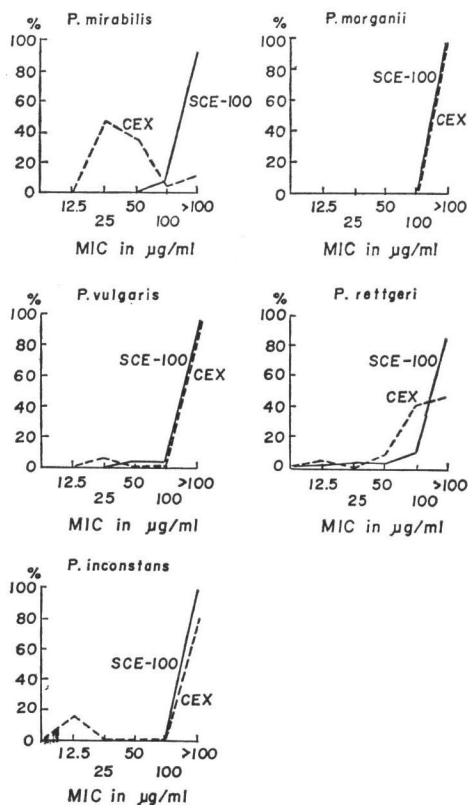 P. mirabilis
%
100
80
60
40
20
0
CEX
SCE-100
12.5 50 >100
25 100
MIC in µg/ml
P. morganii
%
100
80
60
40
20
0
SCE-100
CEX
12.5 50 >100
25 100
MIC in µg/ml
P. vulgaris
%
100
80
60
40
20
0
SCE-100
CEX
12.5 50 >100
25 100
MIC in µg/ml
P. rettgeri
%
100
80
60
40
20
0
SCE-100
CEX
12.5 50 >100
25 100
MIC in µg/ml
P. inconstans
%
100
80
60
40
20
0
SCE-100
CEX
12.5 50 >100
25 100
MIC in µg/ml